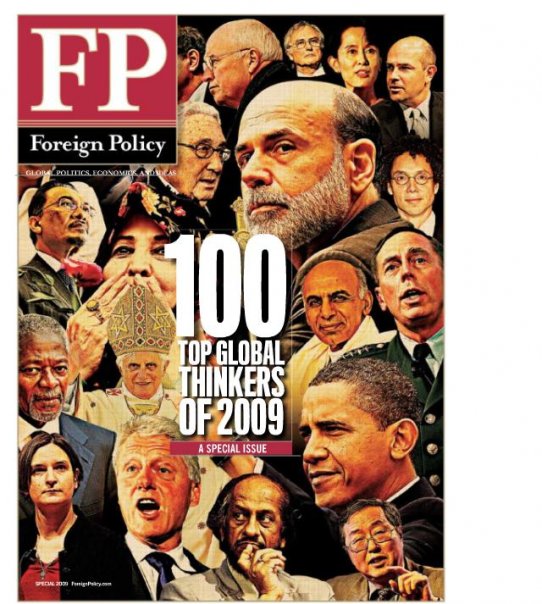 FP
Foreign Policy
GLOBAL POLITICS, ECONOMICS, AND IDEAS
100
TOP GLOBAL
THINKERS
OF 2009
A SPECIAL ISSUE
SPECIAL 2009 ForeignPolicy.com